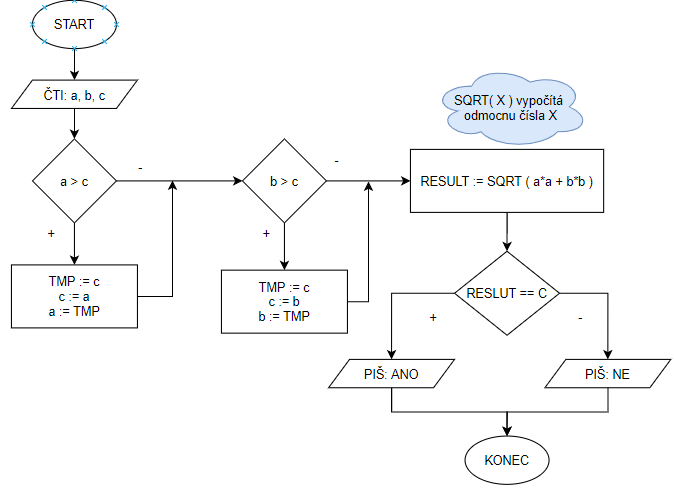 START
ČTI: a, b, c
SQRT( X ) vypočítá
odmocnu čísla X
a > c
-
b > c
-
RESULT := SQRT ( a*a + b*b )
+
+
TMP := c
c := a
a := TMP
TMP := c
c := b
b := TMP
RESLUT == C
+
-
PIŠ: ANO
PIŠ: NE
KONEC